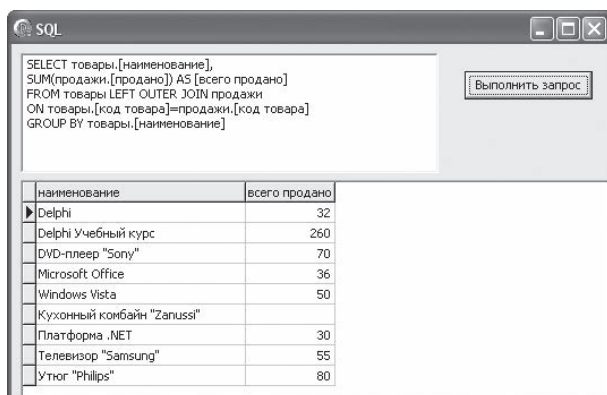 SQL
SELECT товары.[наименование],
SUM(продажи.[продано]) AS [всего продано]
FROM товары LEFT OUTER JOIN продажи
ON товары.[код товара]=продажи.[код товара]
GROUP BY товары.[наименование]
Выполнить запрос
наименование всего продано
Delphi 32
Delphi Учебный курс 260
DVD-плеер "Sony" 70
Microsoft Office 36
Windows Vista 50
Кухонный комбайн "Zanussi"
Платформа .NET 30
Телевизор "Samsung" 55
Утюг "Philips" 80